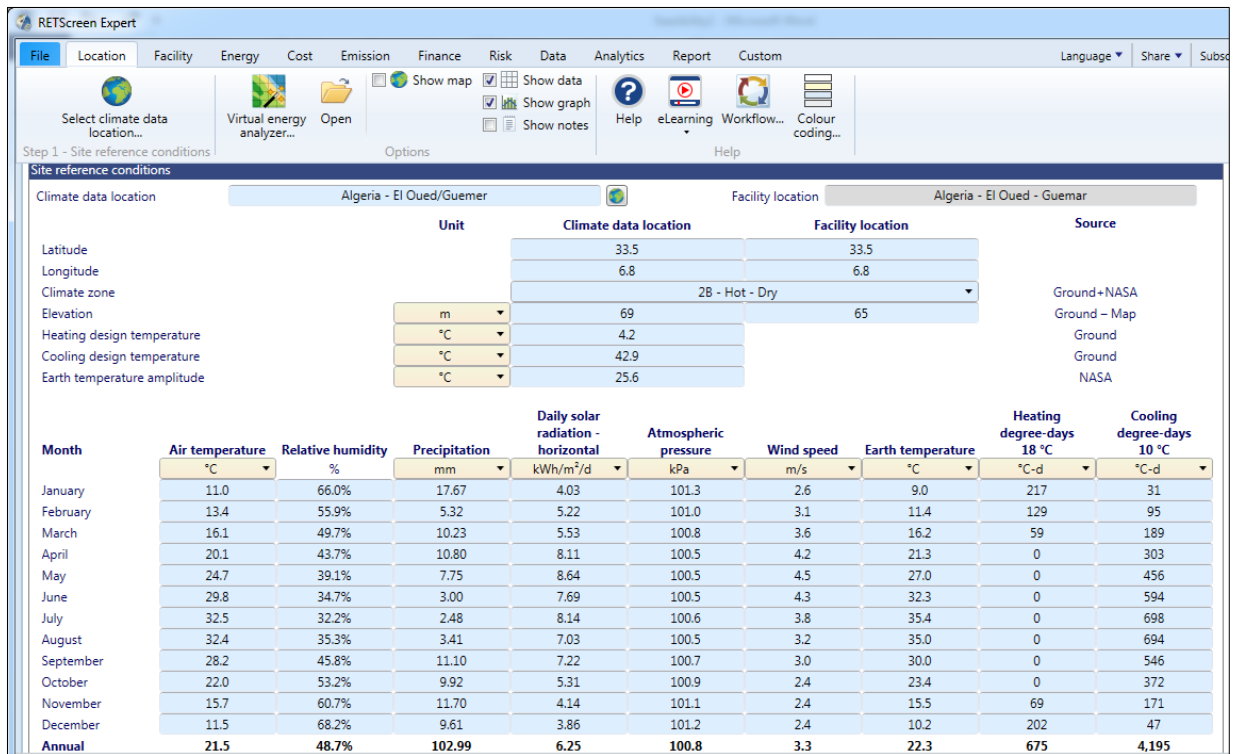 RETScreen Expert
File Location Facility Energy Cost Emission Finance Risk Data Analytics Report Custom Language Share Subsc
Show map Show data
Show graph
Show notes
Select climate data location...
Virtual energy analyzer...
Open
Help eLearning Workflow... Colour coding...
Step 1 - Site reference conditions Options Help
Site reference conditions
Climate data location Algeria - El Oued/Guemer Facility location Algeria - El Oued - Guemar
Unit Climate data location Facility location Source
Latitude 33.5 33.5
Longitude 6.8 6.8
Climate zone 2B - Hot - Dry Ground+NASA
Elevation m 69 65 Ground – Map
Heating design temperature °C 4.2 Ground
Cooling design temperature °C 42.9 Ground
Earth temperature amplitude °C 25.6 NASA
Month Air temperature Relative humidity Precipitation Daily solar radiation - horizontal Atmospheric pressure Wind speed Earth temperature Heating degree-days 18 °C Cooling degree-days 10 °C
°C % mm kWh/m²/d kPa m/s °C °C-d °C-d
January 11.0 66.0% 17.67 4.03 101.3 2.6 9.0 217 31
February 13.4 55.9% 5.32 5.22 101.0 3.1 11.4 129 95
March 16.1 49.7% 10.23 5.53 100.8 3.6 16.2 59 189
April 20.1 43.7% 10.80 8.11 100.5 4.2 21.3 0 303
May 24.7 39.1% 7.75 8.64 100.5 4.5 27.0 0 456
June 29.8 34.7% 3.00 7.69 100.5 4.3 32.3 0 594
July 32.5 32.2% 2.48 8.14 100.6 3.8 35.4 0 698
August 32.4 35.3% 3.41 7.03 100.5 3.2 35.0 0 694
September 28.2 45.8% 11.10 7.22 100.7 3.0 30.0 0 546
October 22.0 53.2% 9.92 5.31 100.9 2.4 23.4 0 372
November 15.7 60.7% 11.70 4.14 101.1 2.4 15.5 69 171
December 11.5 68.2% 9.61 3.86 101.2 2.4 10.2 202 47
Annual 21.5 48.7% 102.99 6.25 100.8 3.3 22.3 675 4,195